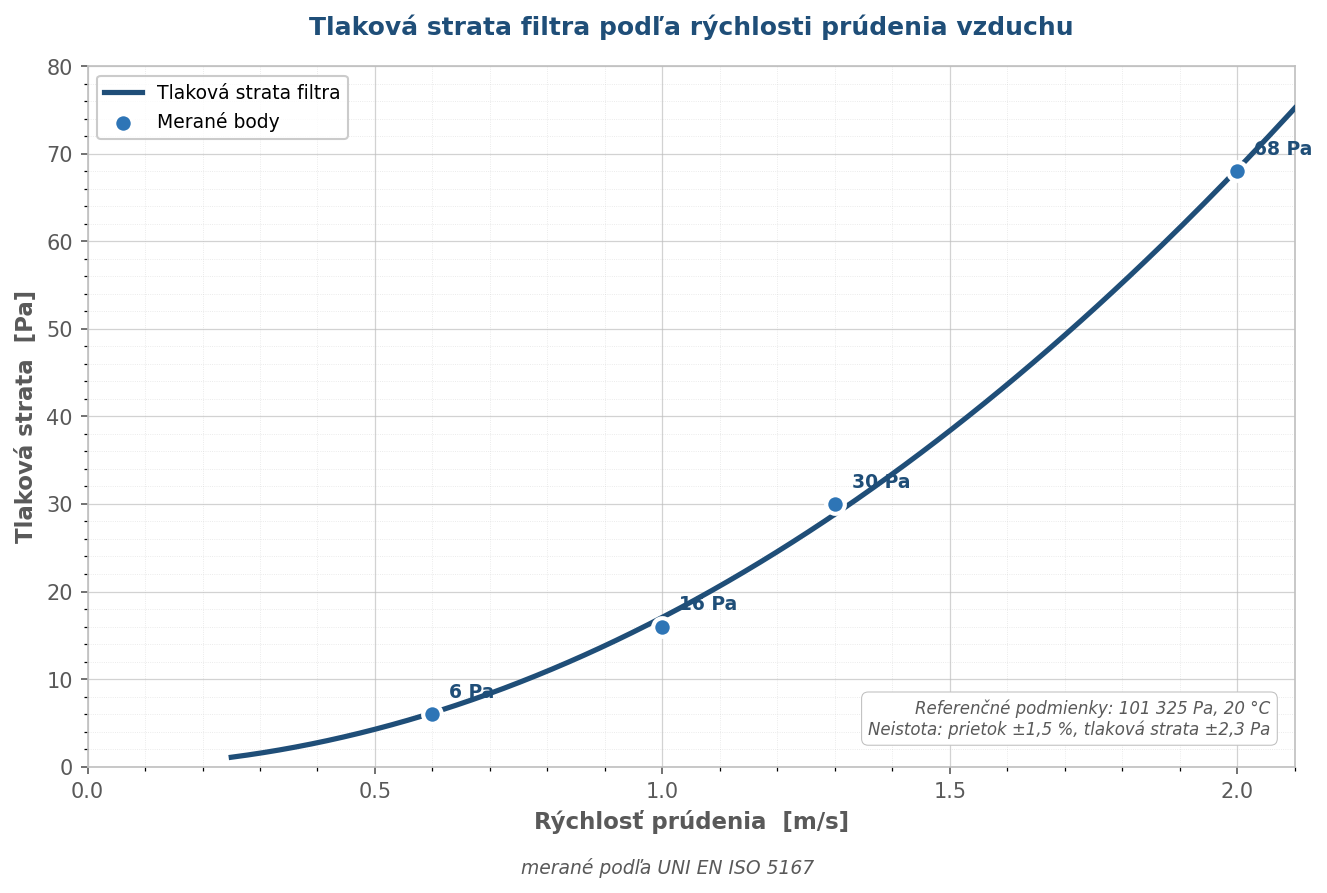 Tlaková strata filtra podľa rýchlosti prúdenia vzduchu
80
70
60
50
40
30
20
10
0
Tlaková strata [Pa]
Tlaková strata filtra
Merané body
68 Pa
30 Pa
16 Pa
6 Pa
Referenčné podmienky: 101 325 Pa, 20 °C
Neistota: prietok ±1,5 %, tlaková strata ±2,3 Pa
0.0 0.5 1.0 1.5 2.0
Rýchlosť prúdenia [m/s]
merané podľa UNI EN ISO 5167